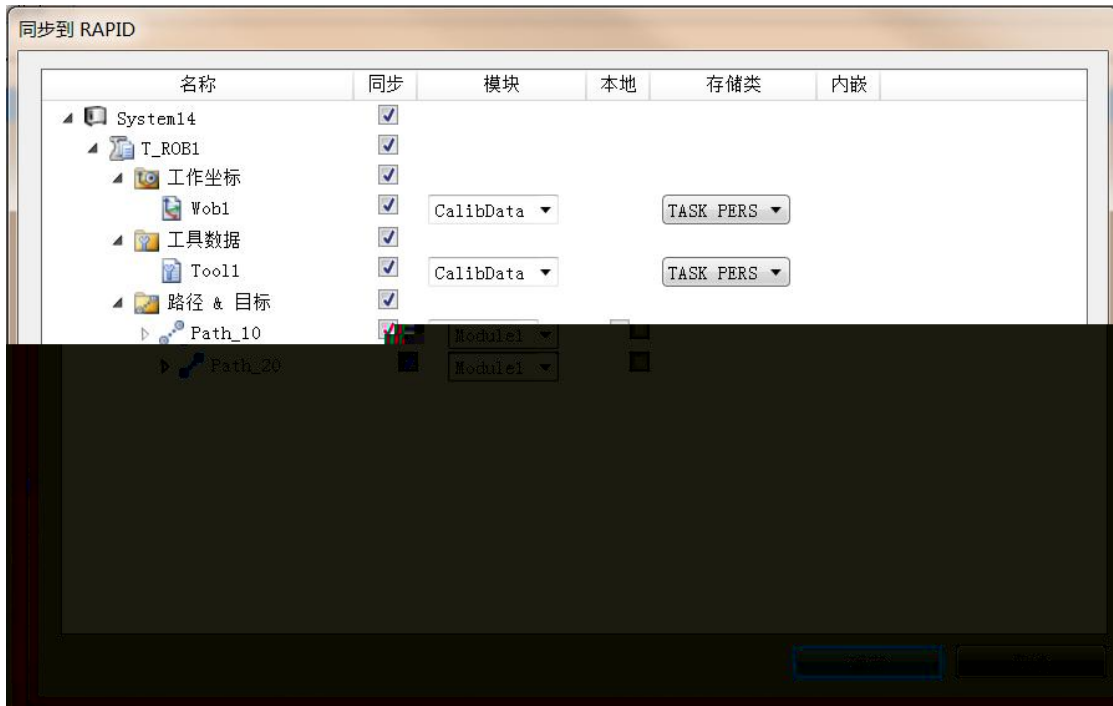 同步到 RAPID
名称 同步 模块 本地 存储类 内嵌
System14
T_ROB1
工作坐标
Wob1 CalibData TASK PERS
工具数据
Tool1 CalibData TASK PERS
路径 & 目标
Path_10 Module1
Path_20 Module1